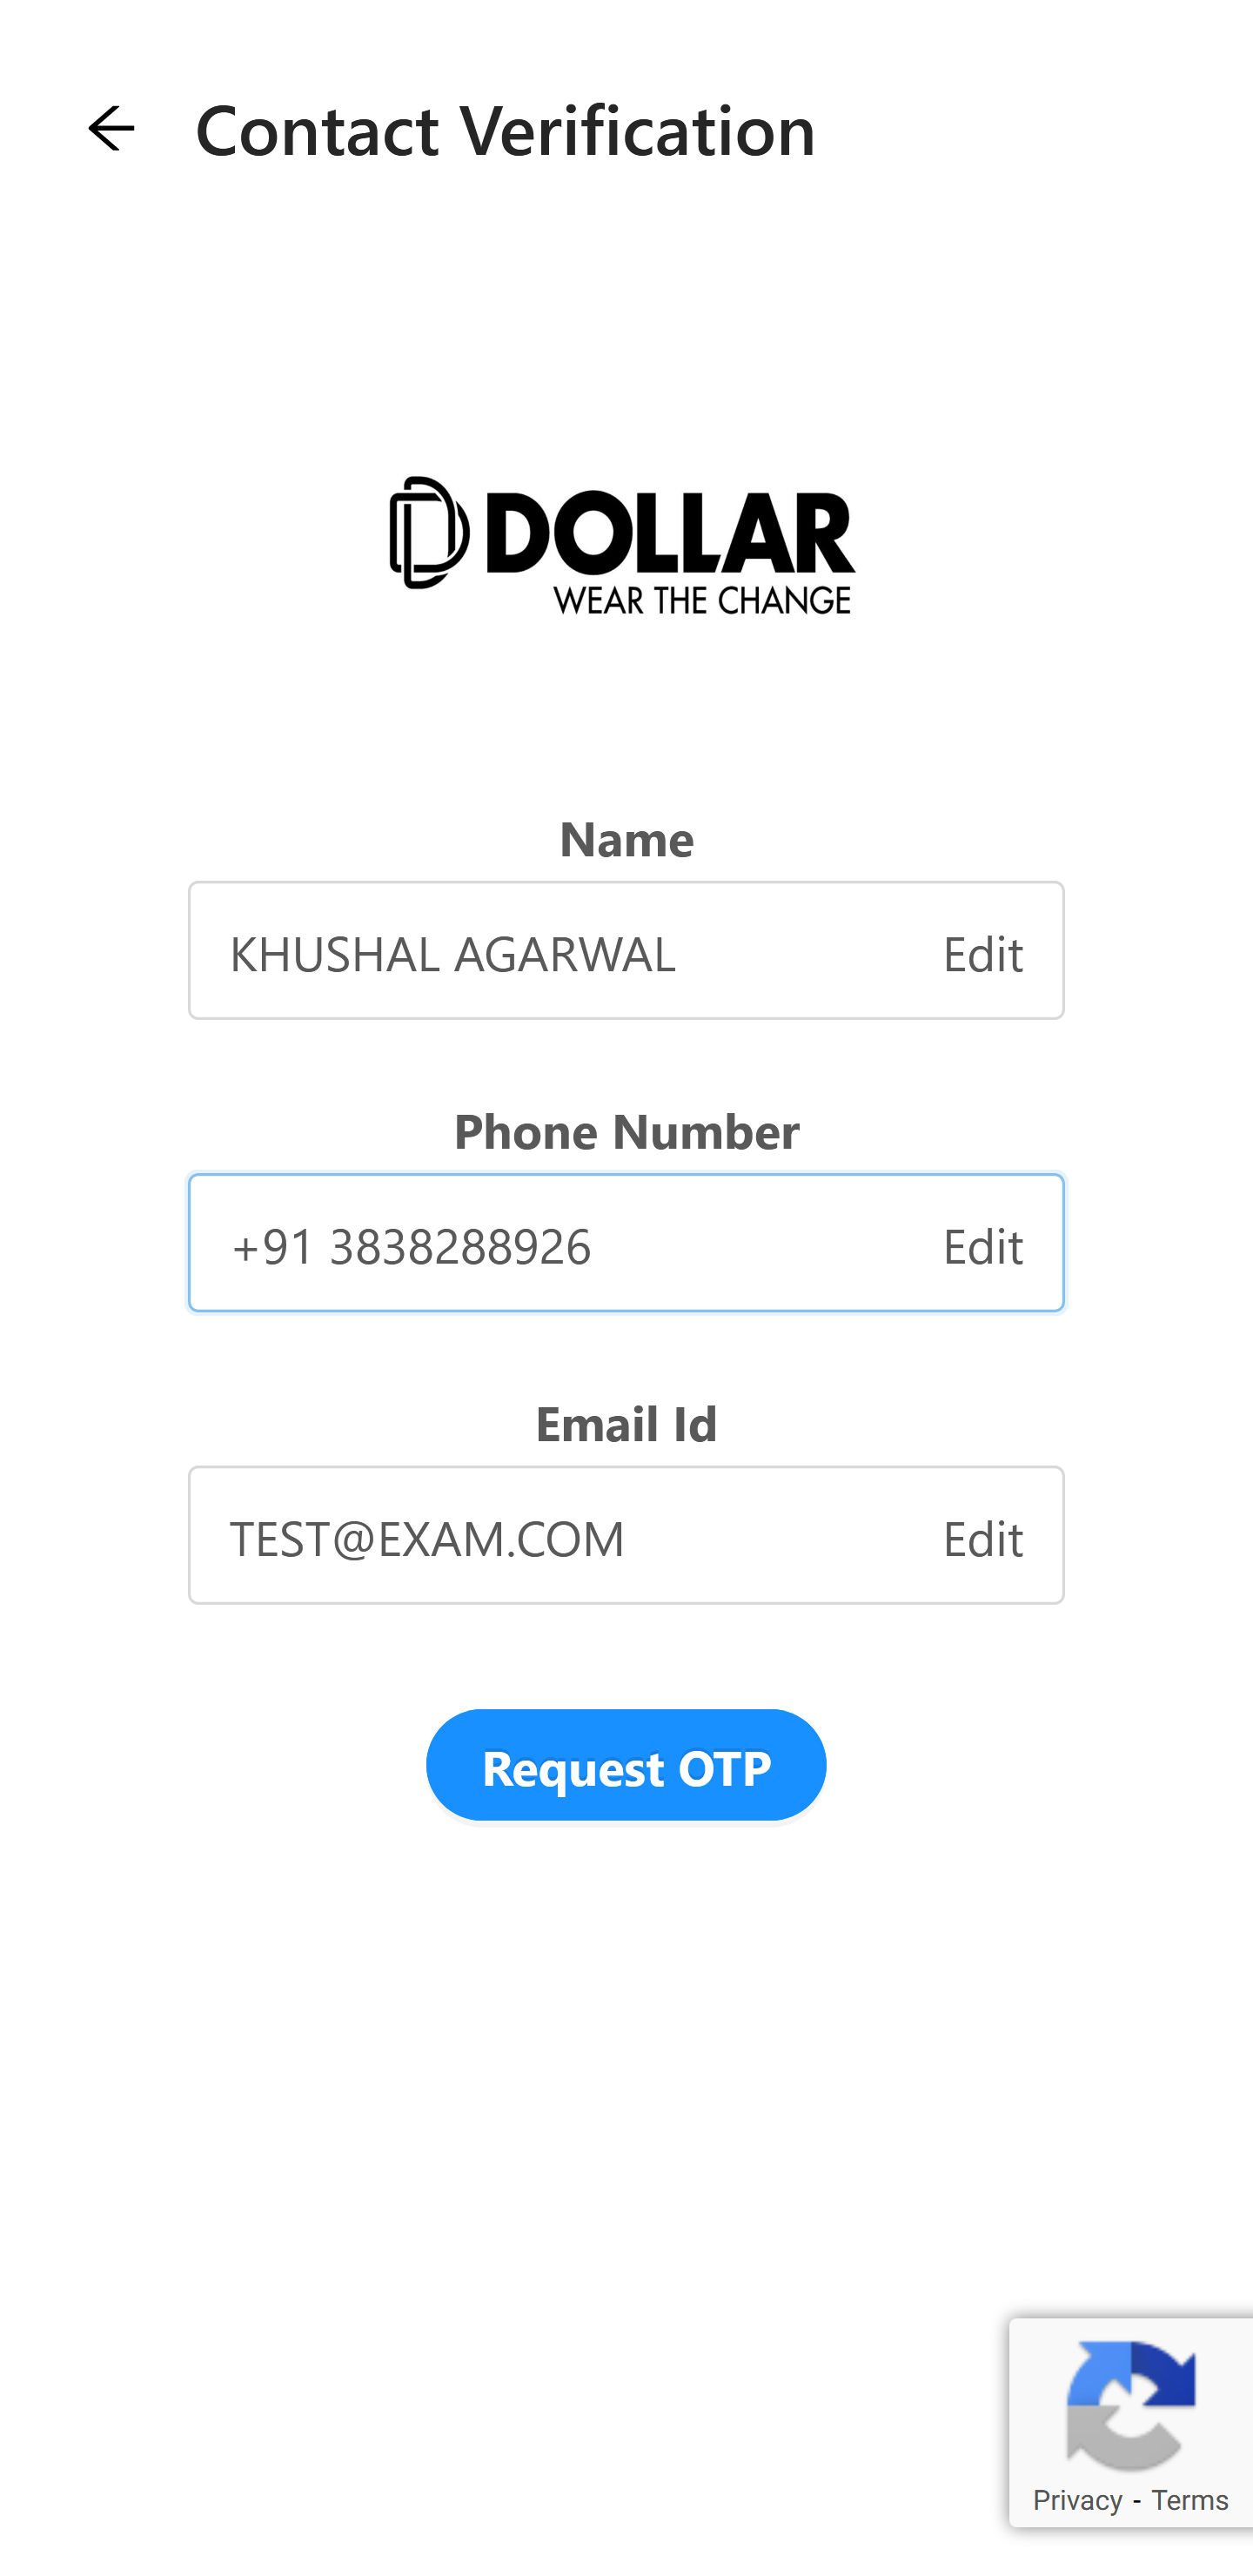 Contact Verification
DOLLAR
WEAR THE CHANGE
Name
KHUSHAL AGARWAL Edit
Phone Number
+91 3838288926 Edit
Email Id
TEST@EXAM.COM Edit
Request OTP
Privacy - Terms